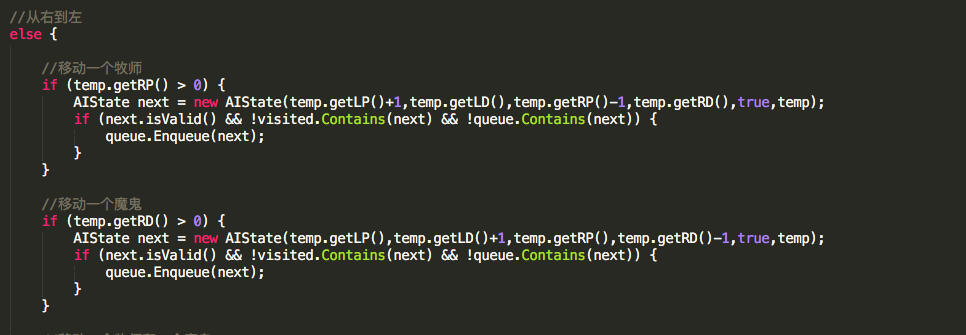 //从右到左
else {
//移动一个牧师
if (temp.getRP() > 0) {
AIState next = new AIState(temp.getLP()+1,temp.getLD(),temp.getRP()-1,temp.getRD(),true,temp);
if (next.isValid() && !visited.Contains(next) && !queue.Contains(next)) {
queue.Enqueue(next);
}
}
//移动一个魔鬼
if (temp.getRD() > 0) {
AIState next = new AIState(temp.getLP(),temp.getLD()+1,temp.getRP(),temp.getRD()-1,true,temp);
if (next.isValid() && !visited.Contains(next) && !queue.Contains(next)) {
queue.Enqueue(next);
}
}